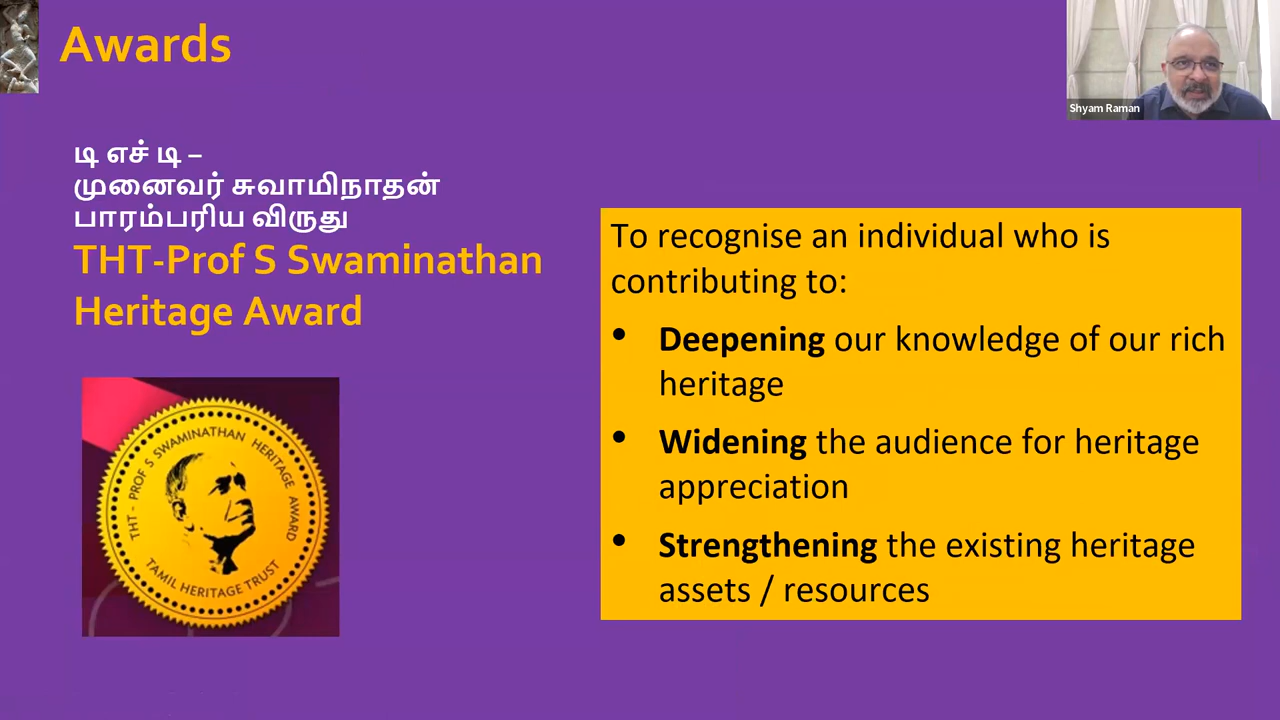 Awards
Shyam Raman
டி எச் டி –
முனைவர் சுவாமிநாதன்
பாரம்பரிய விருது
THT-Prof S Swaminathan
Heritage Award
To recognise an individual who is
contributing to:
• Deepening our knowledge of our rich
heritage
• Widening the audience for heritage
appreciation
• Strengthening the existing heritage
assets / resources
THT - PROF S SWAMINATHAN HERITAGE AWARD
TAMIL HERITAGE TRUST